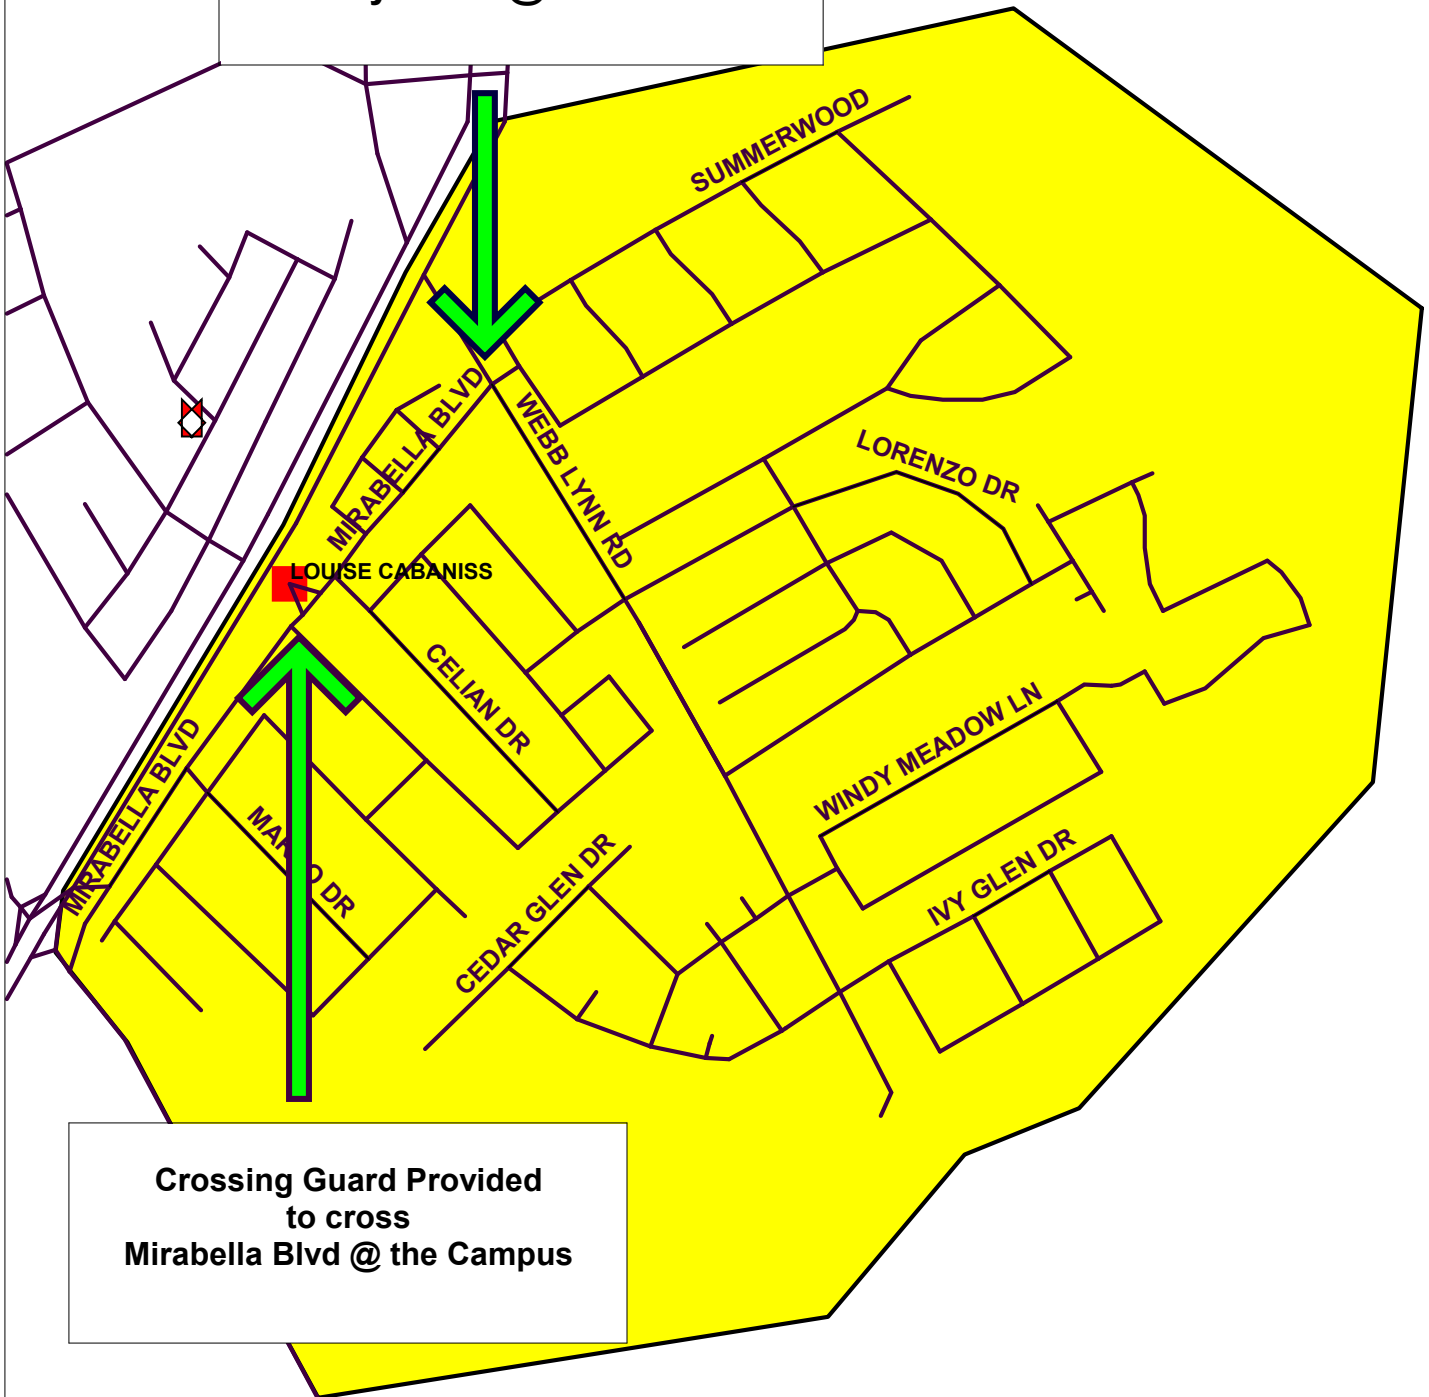 SUMMERWOOD
MIRABELLA BLVD
WEBB LYNN RD
LORENZO DR
LOUISE CABANISS
CELIAN DR
WINDY MEADOW LN
MIRABELLA BLVD
CEDAR GLEN DR
IVY GLEN DR
Crossing Guard Provided
to cross
Mirabella Blvd @ the Campus